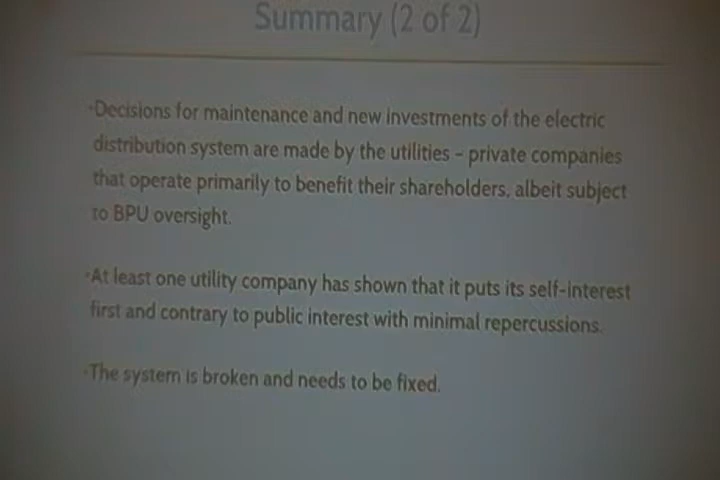 Summary (2 of 2)
•Decisions for maintenance and new investments of the electric
distribution system are made by the utilities – private companies
that operate primarily to benefit their shareholders, albeit subject
to BPU oversight.
•At least one utility company has shown that it puts its self-interest
first and contrary to public interest with minimal repercussions.
•The system is broken and needs to be fixed.